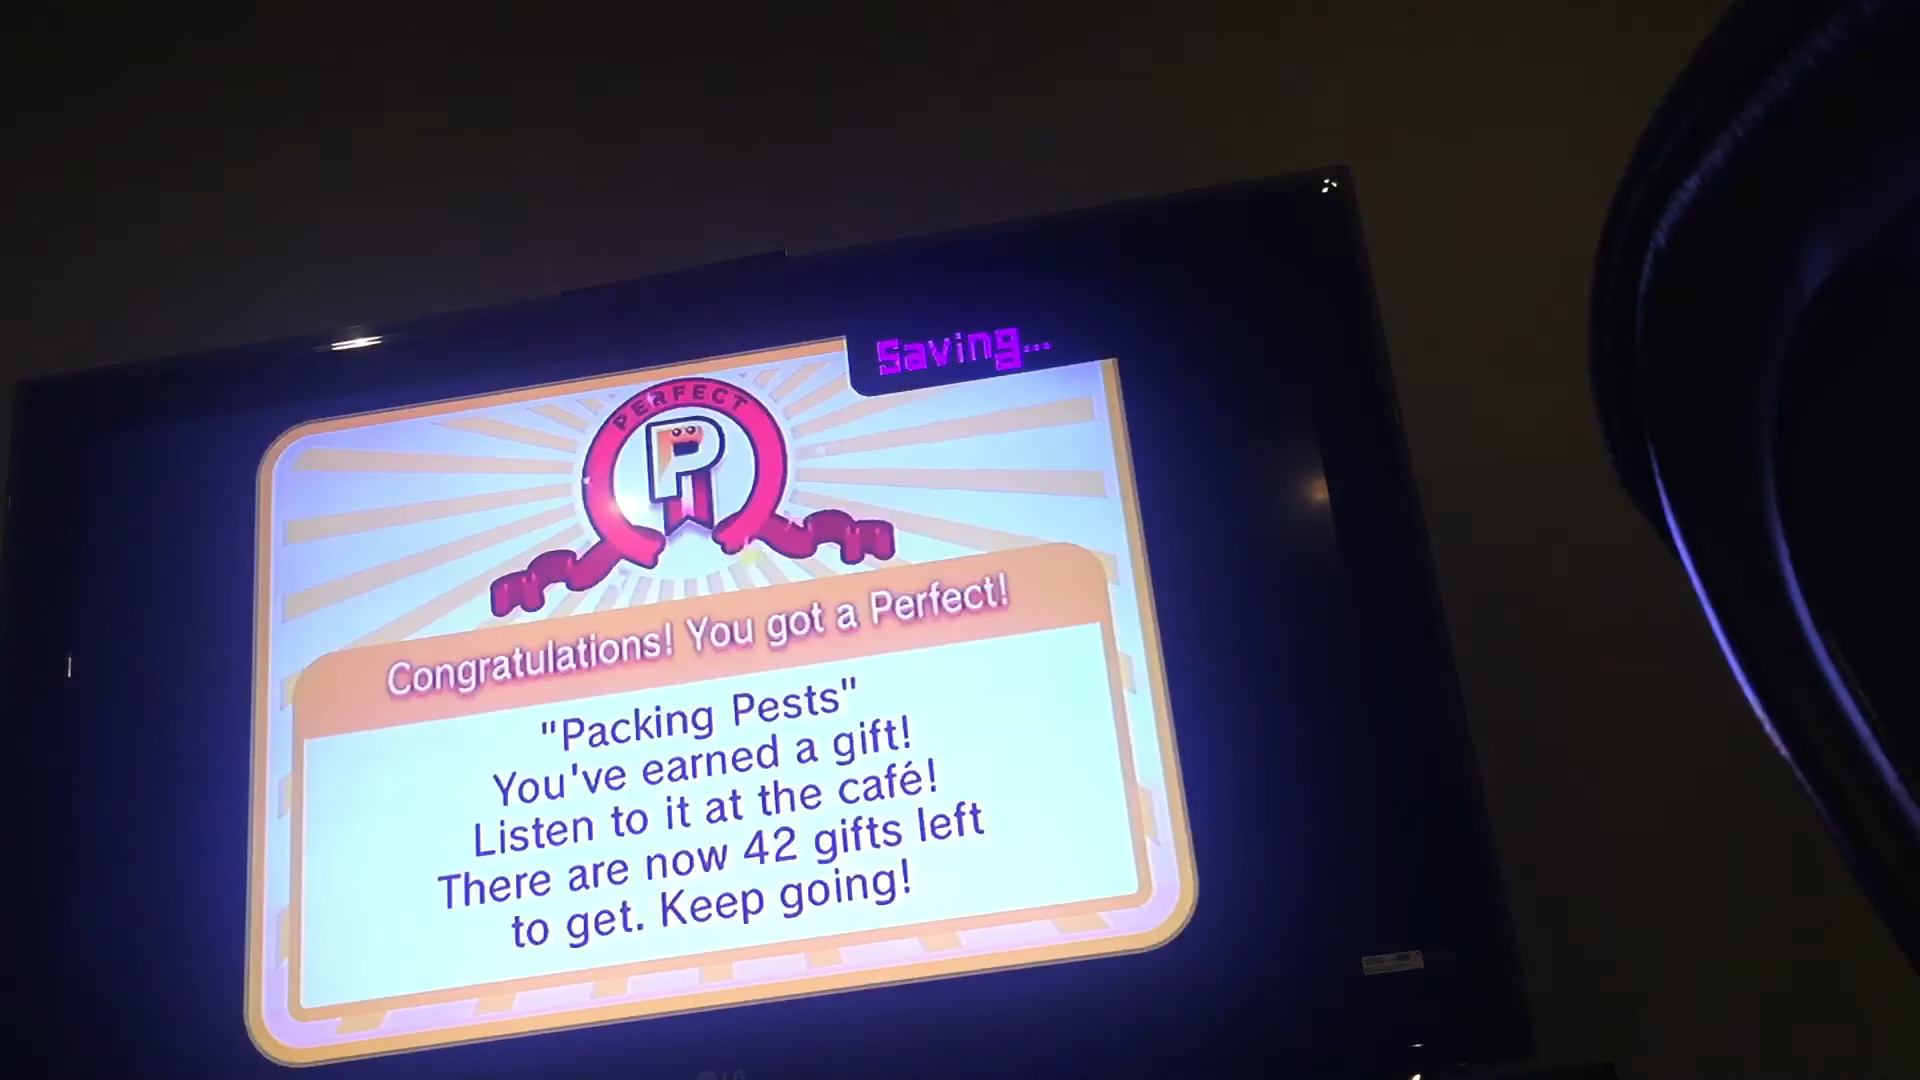 Saving...
PERFECT
P
Congratulations! You got a Perfect!
"Packing Pests"
You've earned a gift!
Listen to it at the café!
There are now 42 gifts left
to get. Keep going!